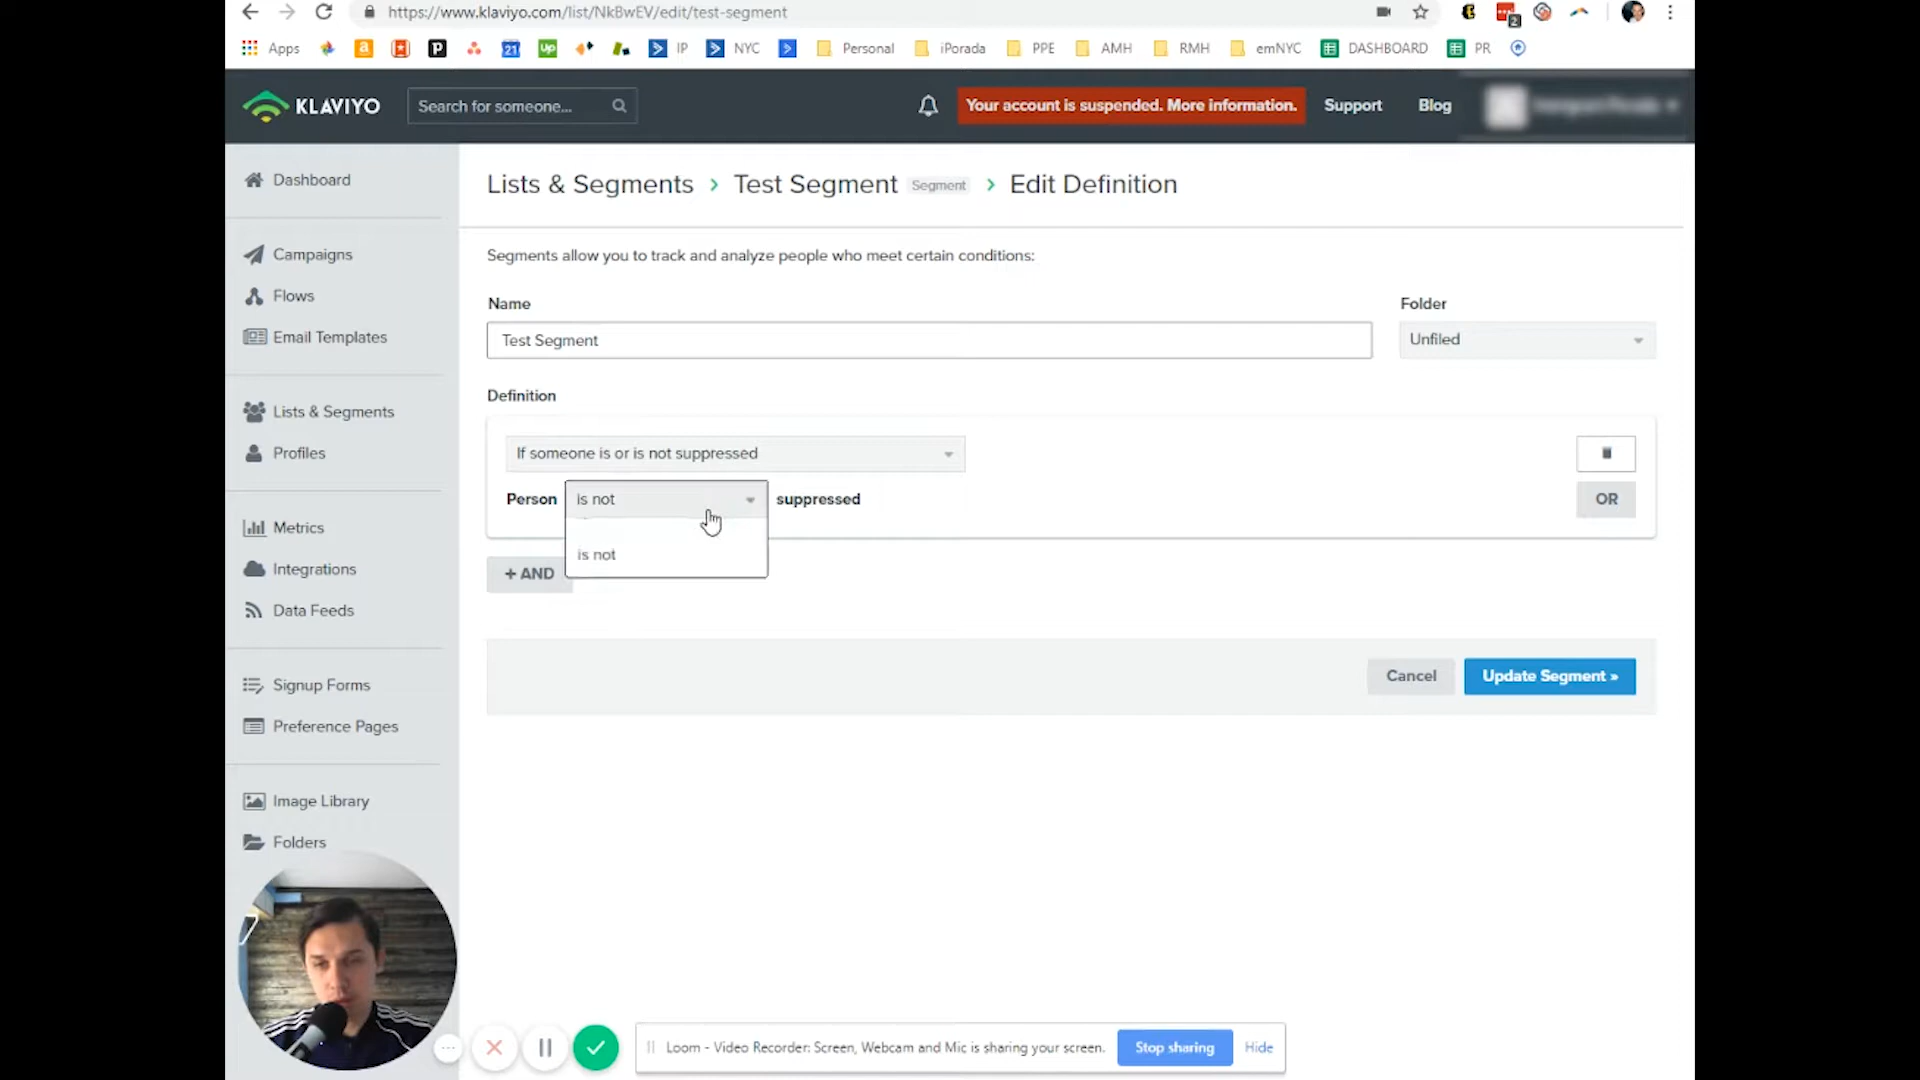 https://www.klaviyo.com/list/NkBwEV/edit/test-segment
Apps
a
P
21
up
IP
NYC
Personal
iPorada
PPE
AMH
RMH
emNYC
DASHBOARD
PR
2
KLAVIYO
Search for someone...
Your account is suspended. More information.
Support
Blog
Dashboard
Campaigns
Flows
Email Templates
Lists & Segments
Profiles
Metrics
Integrations
Data Feeds
Signup Forms
Preference Pages
Image Library
Folders
Lists & Segments › Test Segment Segment › Edit Definition
Segments allow you to track and analyze people who meet certain conditions:
Name
Folder
Test Segment
Unfiled
Definition
If someone is or is not suppressed
Person is not suppressed
OR
is not
+ AND
Cancel
Update Segment »
Loom - Video Recorder: Screen, Webcam and Mic is sharing your screen.
Stop sharing
Hide